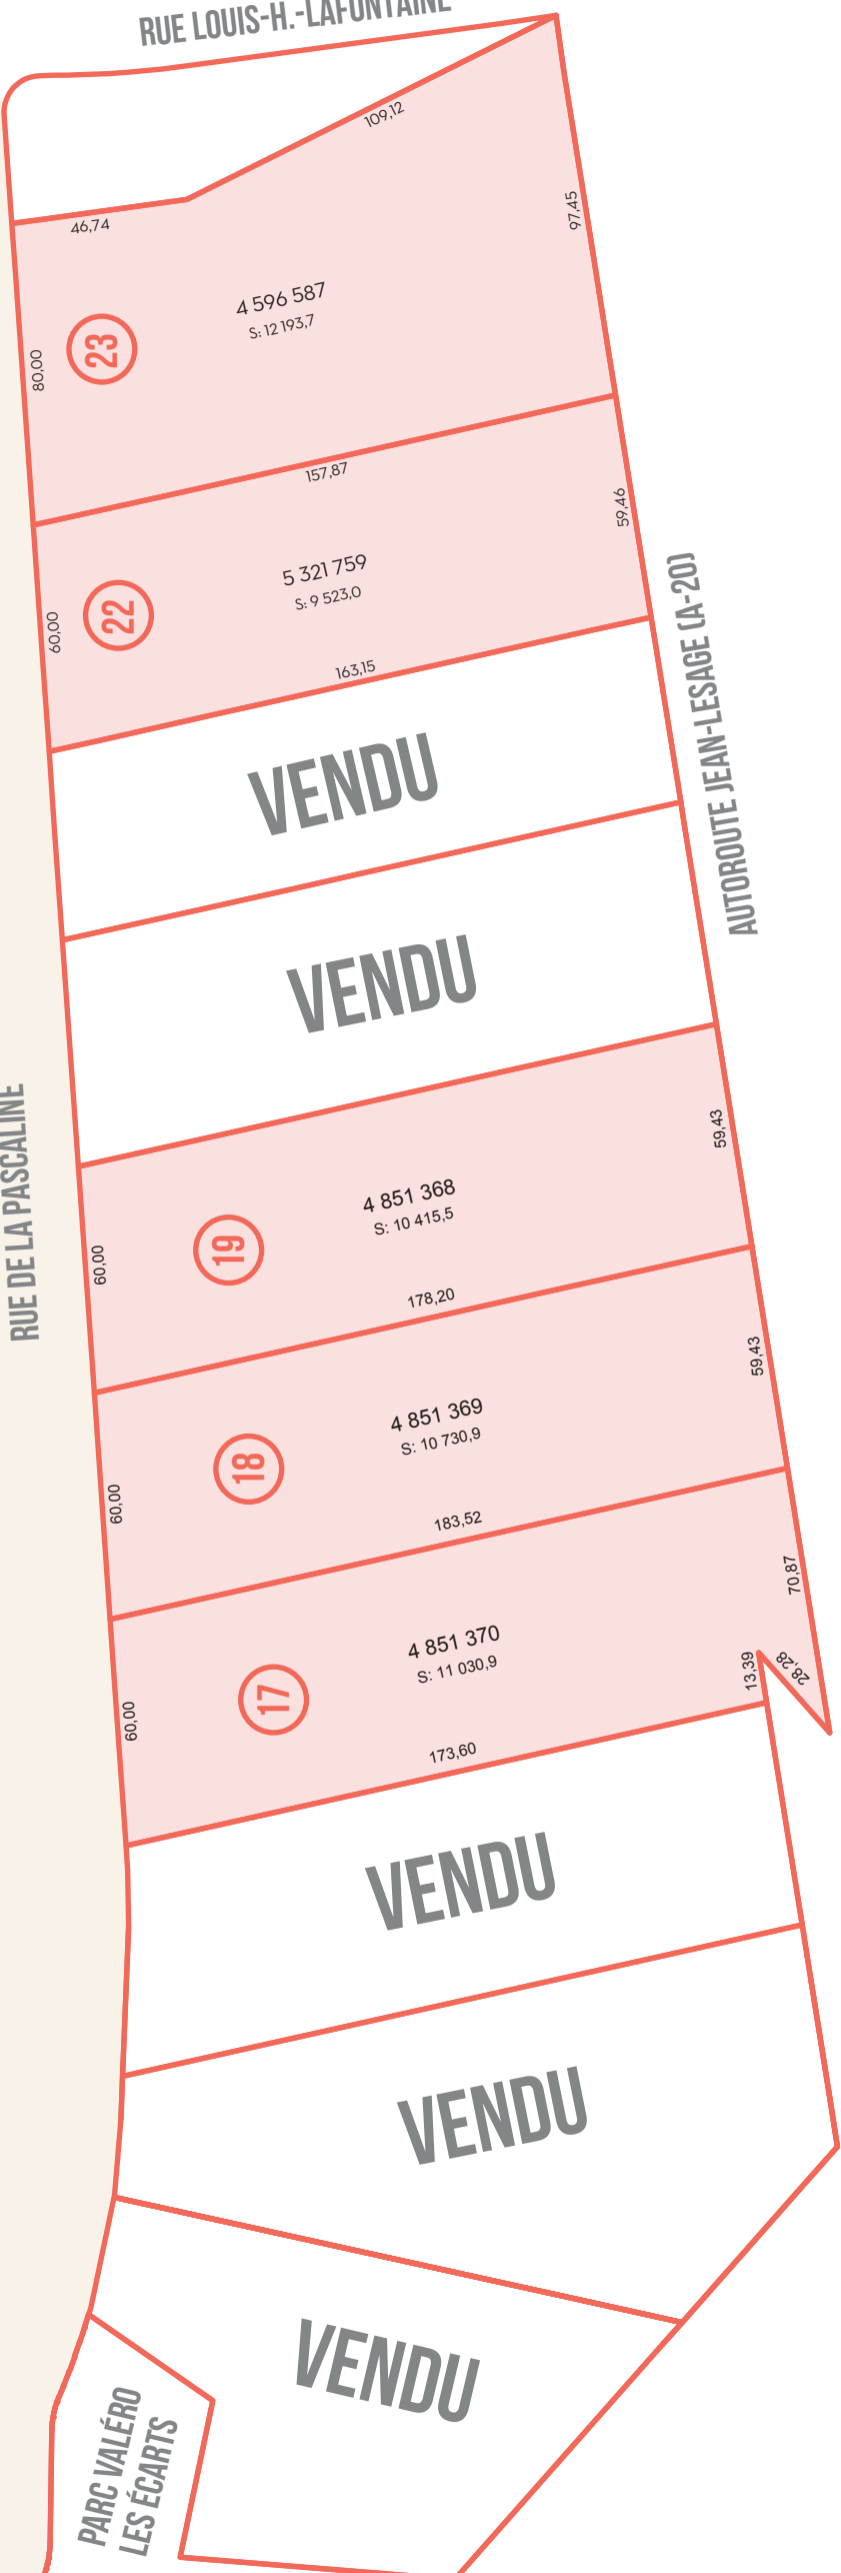 RUE LOUIS-H.-LAFONTAINE
109,12
97,45
46,74
4 596 587
S: 12 193,7
23
80,00
157,87
59,46
5 321 759
S: 9 523,0
22
60,00
163,15
AUTOROUTE JEAN-LESAGE (A-20)
VENDU
VENDU
RUE DE LA PASCALINE
59,43
4 851 368
S: 10 415,5
19
60,00
178,20
59,43
4 851 369
S: 10 730,9
18
60,00
183,52
70,87
4 851 370
S: 11 030,9
13,39
28,28
17
60,00
173,60
VENDU
VENDU
VENDU
PARC VALÉRO
LES ÉCARTS